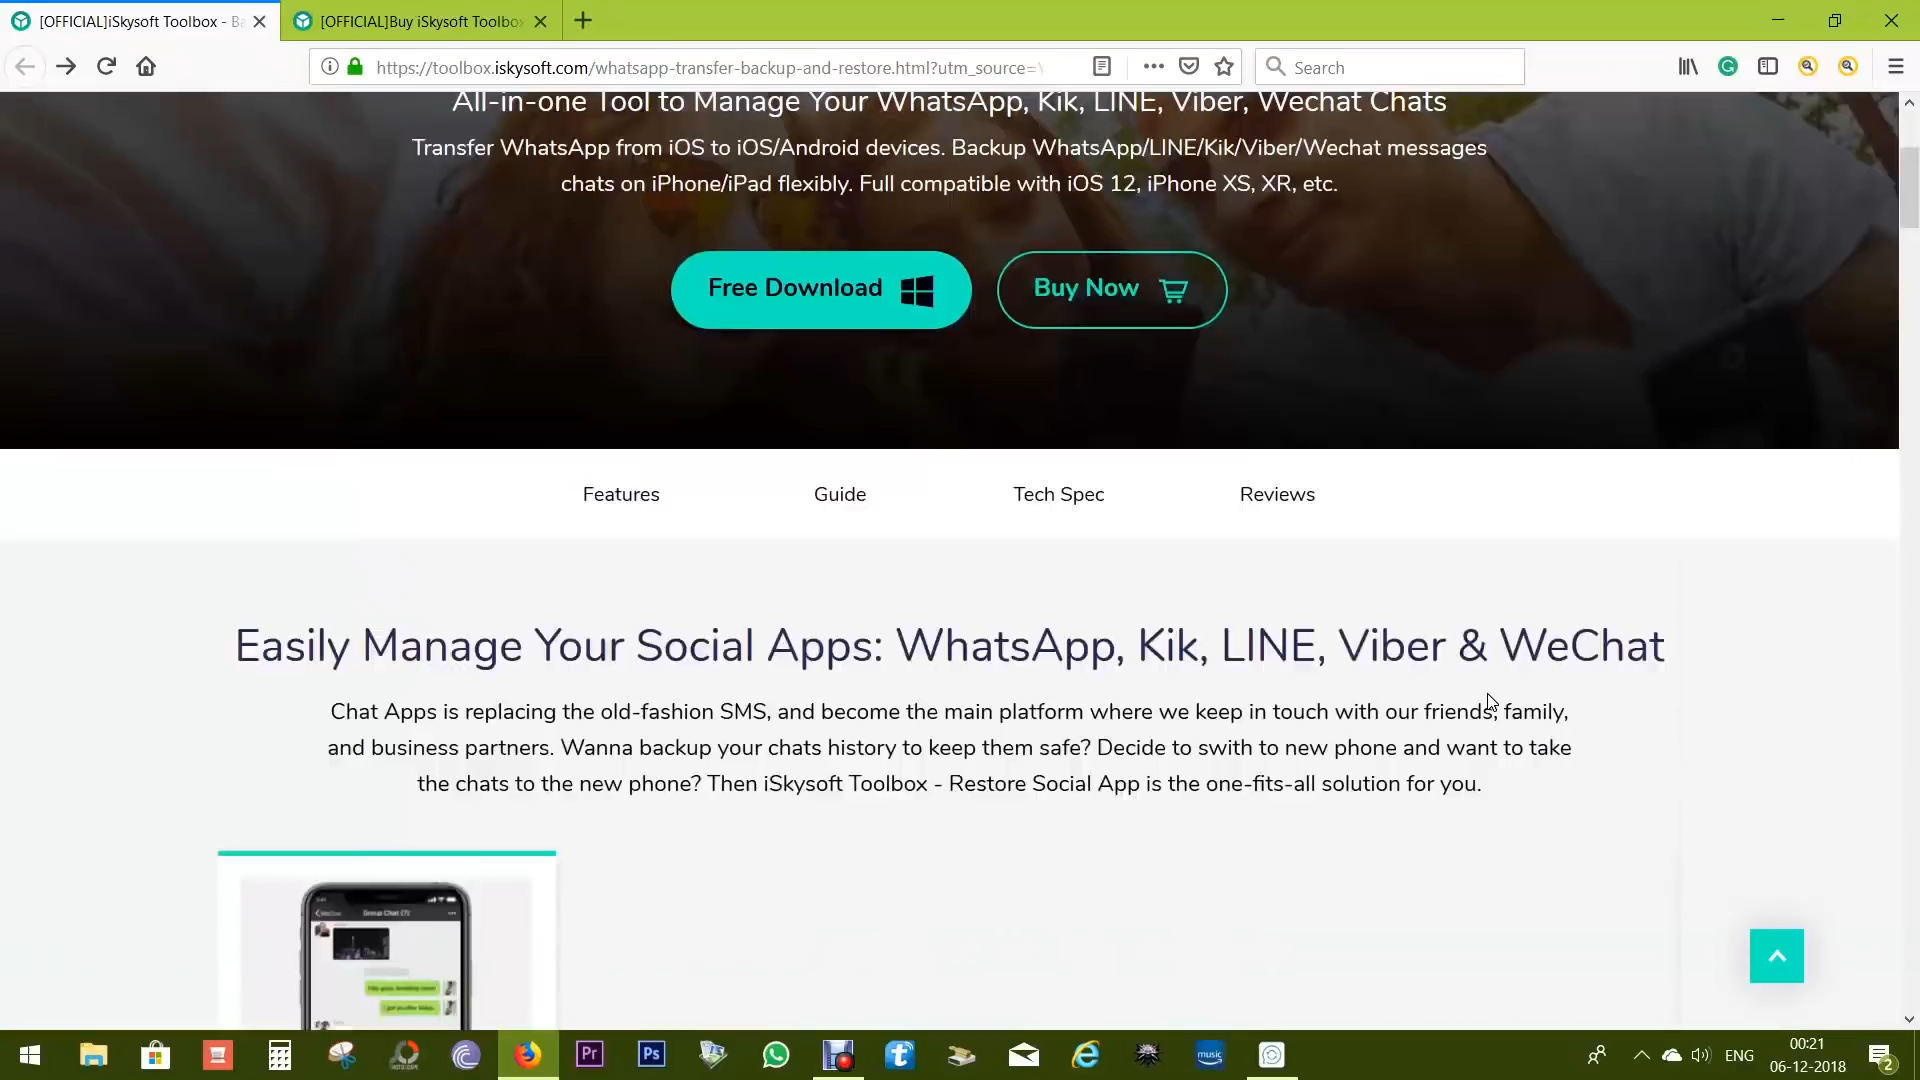 [OFFICIAL]iSkysoft Toolbox - Ba
[OFFICIAL]Buy iSkysoft Toolbox
https://toolbox.iskysoft.com/whatsapp-transfer-backup-and-restore.html?utm_source=
Search
All-in-one Tool to Manage Your WhatsApp, Kik, LINE, Viber, Wechat Chats
Transfer WhatsApp from iOS to iOS/Android devices. Backup WhatsApp/LINE/Kik/Viber/Wechat messages
chats on iPhone/iPad flexibly. Full compatible with iOS 12, iPhone XS, XR, etc.
Free Download
Buy Now
Features
Guide
Tech Spec
Reviews
Easily Manage Your Social Apps: WhatsApp, Kik, LINE, Viber & WeChat
Chat Apps is replacing the old-fashion SMS, and become the main platform where we keep in touch with our friends, family,
and business partners. Wanna backup your chats history to keep them safe? Decide to swith to new phone and want to take
the chats to the new phone? Then iSkysoft Toolbox - Restore Social App is the one-fits-all solution for you.
Group Chat (7)
Pr
Ps
music
ENG
00:21
06-12-2018
2